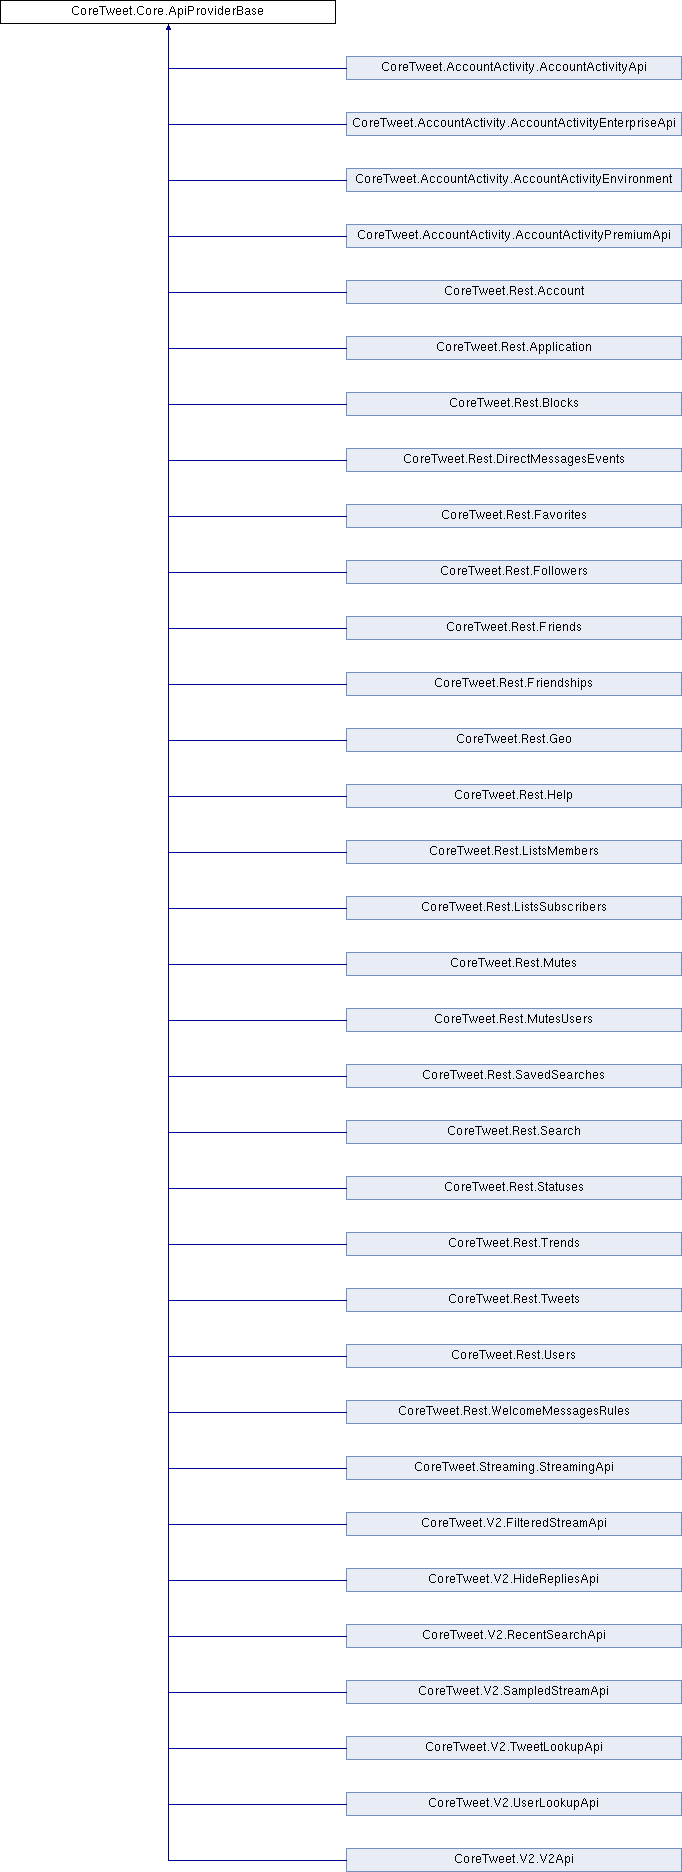 CoreTweet.Core.ApiProviderBase
CoreTweet.AccountActivity.AccountActivityApi
CoreTweet.AccountActivity.AccountActivityEnterpriseApi
CoreTweet.AccountActivity.AccountActivityEnvironment
CoreTweet.AccountActivity.AccountActivityPremiumApi
CoreTweet.Rest.Account
CoreTweet.Rest.Application
CoreTweet.Rest.Blocks
CoreTweet.Rest.DirectMessagesEvents
CoreTweet.Rest.Favorites
CoreTweet.Rest.Followers
CoreTweet.Rest.Friends
CoreTweet.Rest.Friendships
CoreTweet.Rest.Geo
CoreTweet.Rest.Help
CoreTweet.Rest.ListsMembers
CoreTweet.Rest.ListsSubscribers
CoreTweet.Rest.Mutes
CoreTweet.Rest.MutesUsers
CoreTweet.Rest.SavedSearches
CoreTweet.Rest.Search
CoreTweet.Rest.Statuses
CoreTweet.Rest.Trends
CoreTweet.Rest.Tweets
CoreTweet.Rest.Users
CoreTweet.Rest.WelcomeMessagesRules
CoreTweet.Streaming.StreamingApi
CoreTweet.V2.FilteredStreamApi
CoreTweet.V2.HideRepliesApi
CoreTweet.V2.RecentSearchApi
CoreTweet.V2.SampledStreamApi
CoreTweet.V2.TweetLookupApi
CoreTweet.V2.UserLookupApi
CoreTweet.V2.V2Api